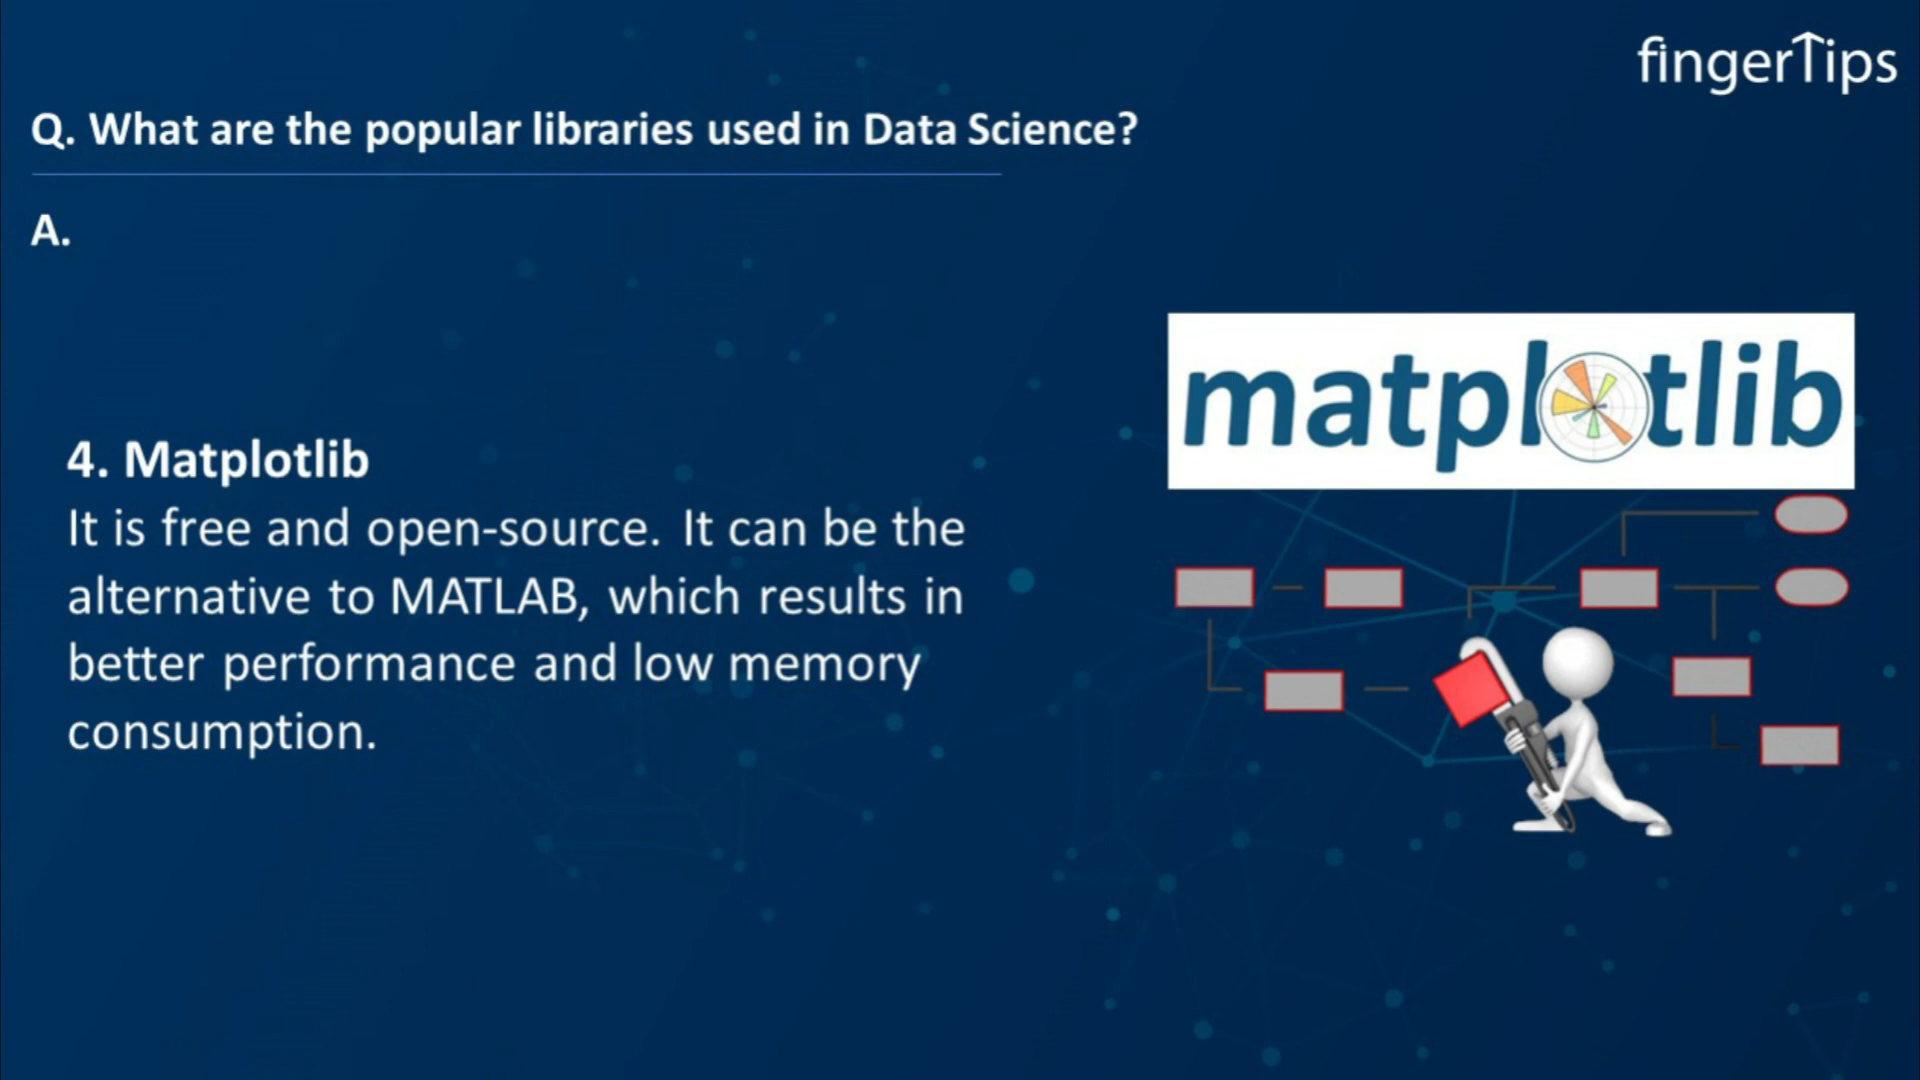 fingerTips
Q. What are the popular libraries used in Data Science?
A.
matplotlib
4. Matplotlib
It is free and open-source. It can be the
alternative to MATLAB, which results in
better performance and low memory
consumption.